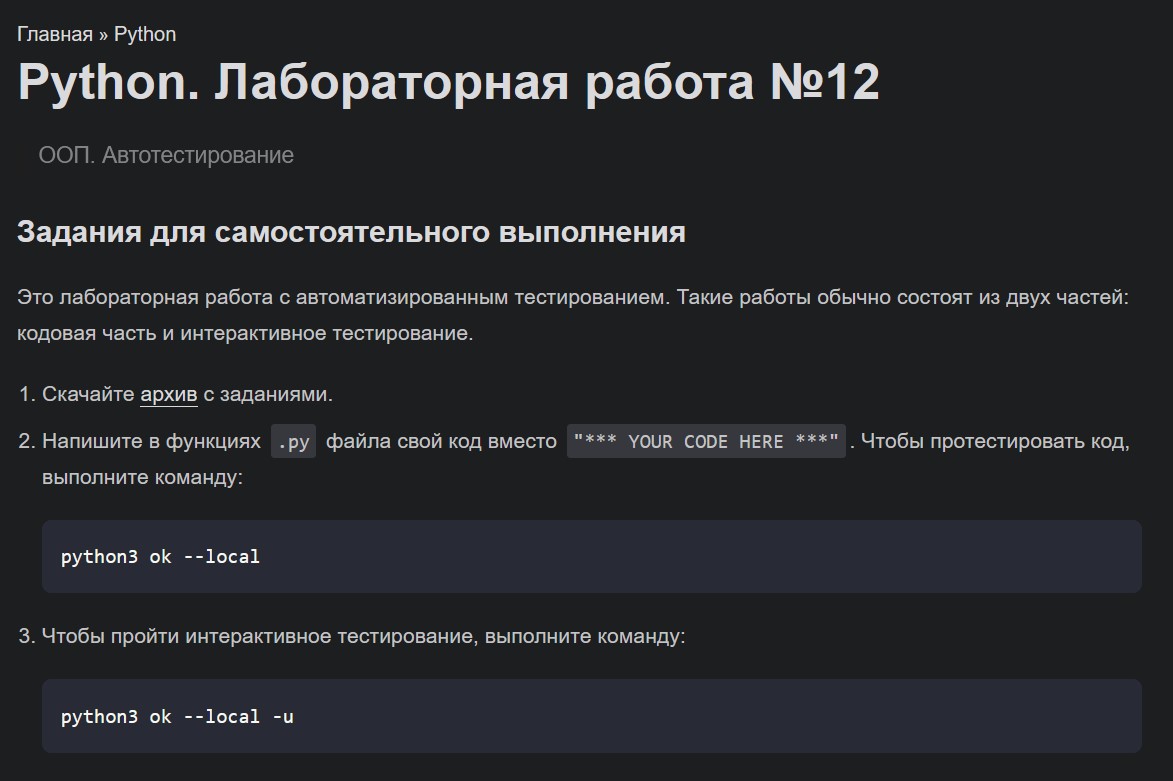 Главная » Python
Python. Лабораторная работа №12
ООП. Автотестирование
Задания для самостоятельного выполнения
Это лабораторная работа с автоматизированным тестированием. Такие работы обычно состоят из двух частей:
кодовая часть и интерактивное тестирование.
1. Скачайте архив с заданиями.
2. Напишите в функциях .py файла свой код вместо "*** YOUR CODE HERE ***". Чтобы протестировать код,
выполните команду:
python3 ok --local
3. Чтобы пройти интерактивное тестирование, выполните команду:
python3 ok --local -u